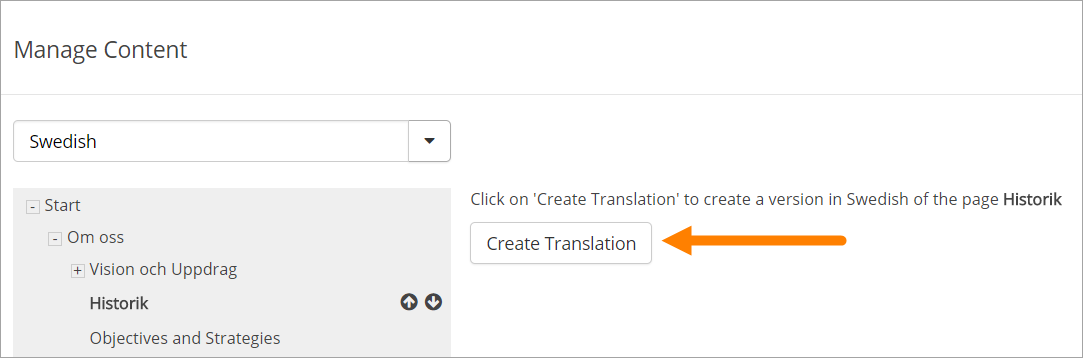 Manage Content
Swedish
Start
Om oss
Vision och Uppdrag
Historik
Objectives and Strategies
Click on 'Create Translation' to create a version in Swedish of the page Historik
Create Translation